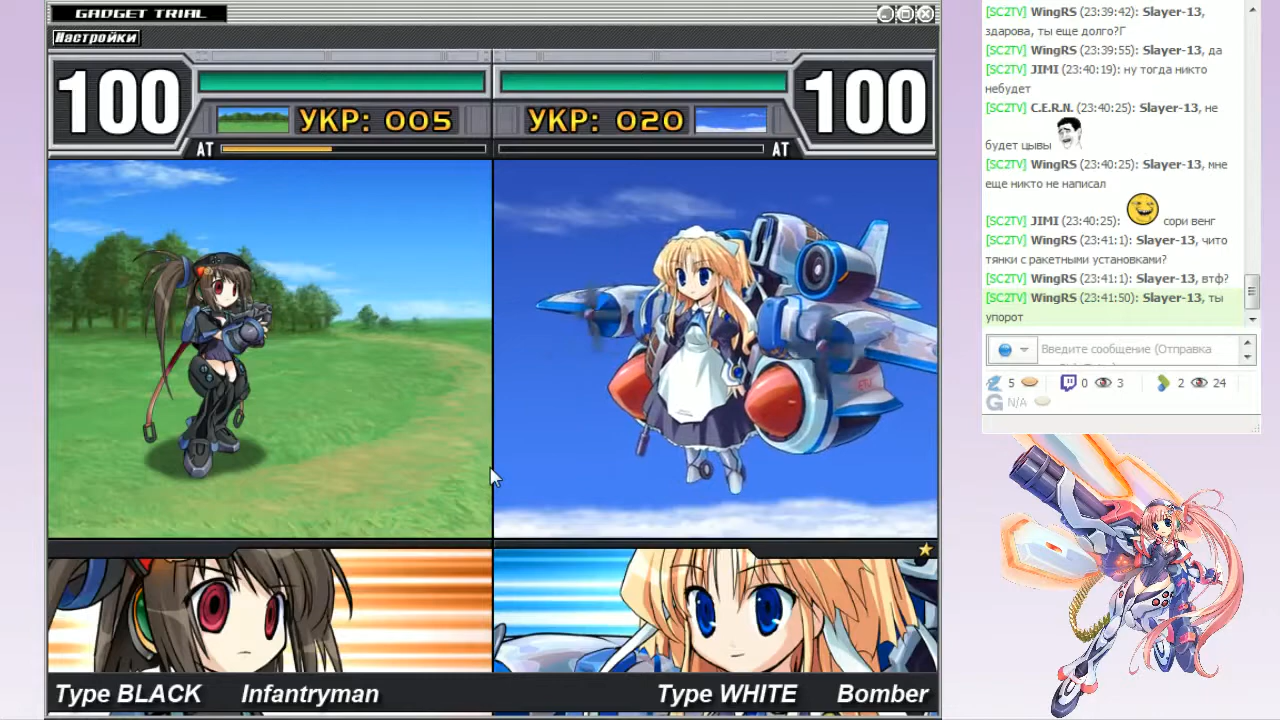 GADGET TRIAL
Настройки
100
УКР: 005
УКР: 020
100
AT
AT
Type BLACK Infantryman
Type WHITE Bomber
[SC2TV] WingRS (23:39:42): Slayer-13,
здарова, ты еще долго?Г
[SC2TV] WingRS (23:39:55): Slayer-13, да
[SC2TV] JIMI (23:40:19): ну тогда никто
небудет
[SC2TV] C.E.R.N. (23:40:25): Slayer-13, не
будет цывы
[SC2TV] WingRS (23:40:25): Slayer-13, мне
еще никто не написал
[SC2TV] JIMI (23:40:25): сори венг
[SC2TV] WingRS (23:41:1): Slayer-13, чито
тянки с ракетными установками?
[SC2TV] WingRS (23:41:1): Slayer-13, втф?
[SC2TV] WingRS (23:41:50): Slayer-13, ты
упорот
Введите сообщение (Отправка
5 0 3 2 24
N/A